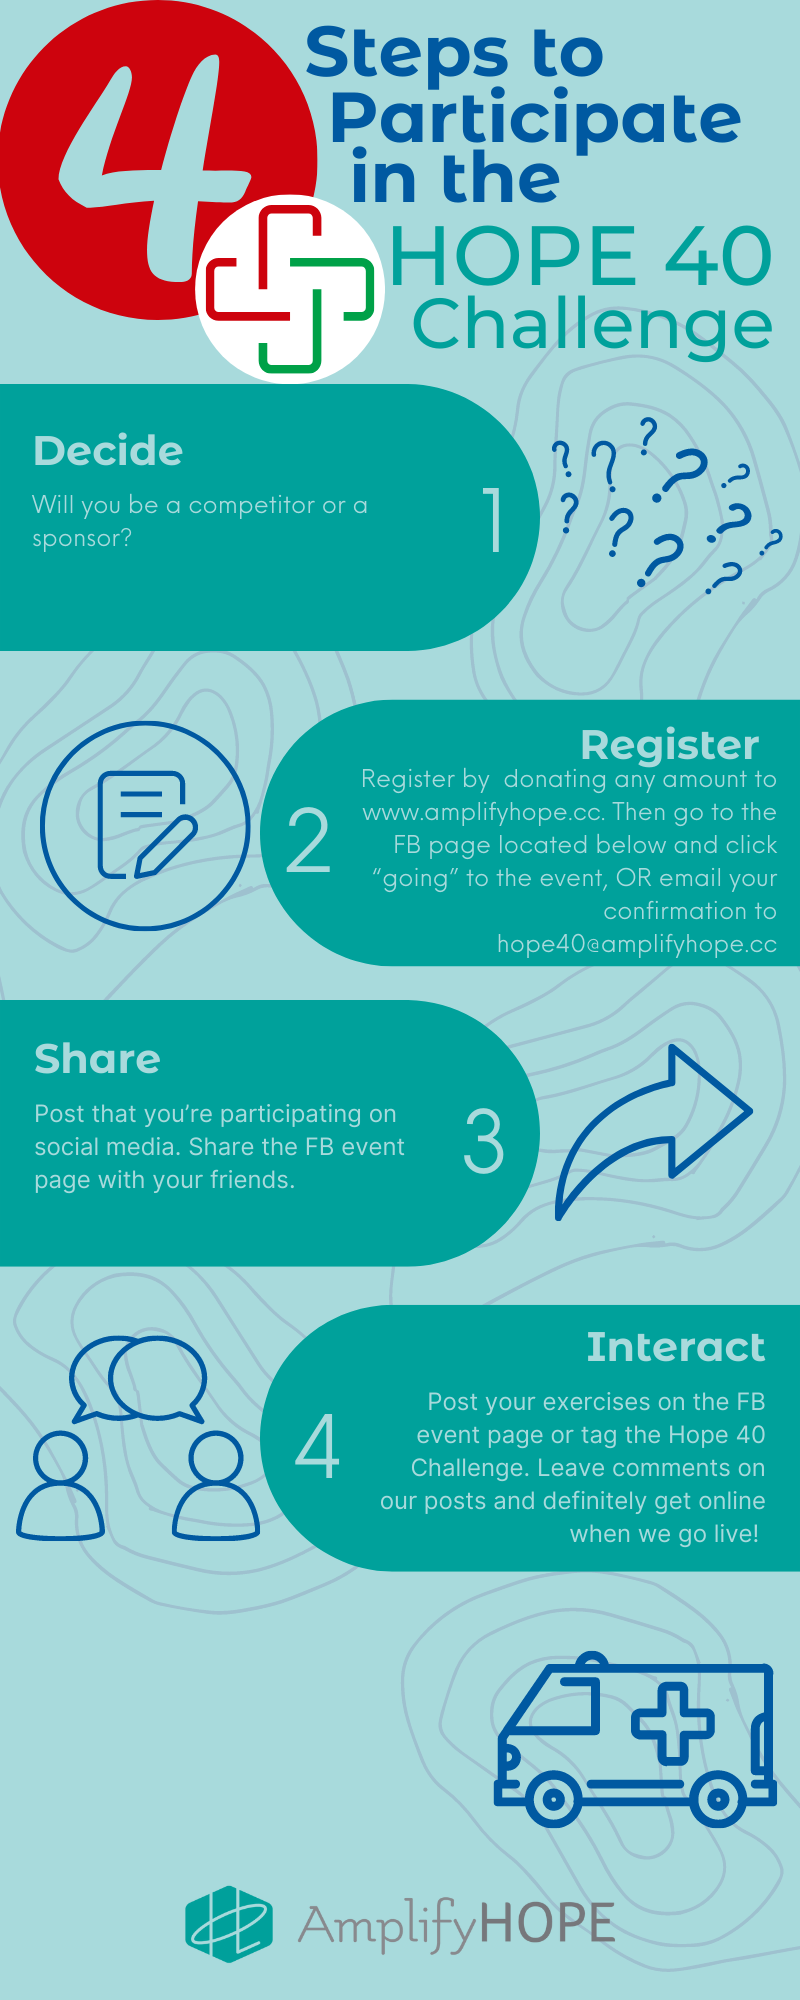 4
Steps to
Participate
in the
HOPE 40
Challenge
Decide
Will you be a competitor or a
sponsor?
1
Register
Register by  donating any amount to
www.amplifyhope.cc. Then go to the
FB page located below and click
“going” to the event, OR email your
confirmation to
hope40@amplifyhope.cc
2
Share
Post that you’re participating on
social media. Share the FB event
page with your friends.
3
Interact
Post your exercises on the FB
event page or tag the Hope 40
Challenge. Leave comments on
our posts and definitely get online
when we go live!
4
AmplifyHOPE